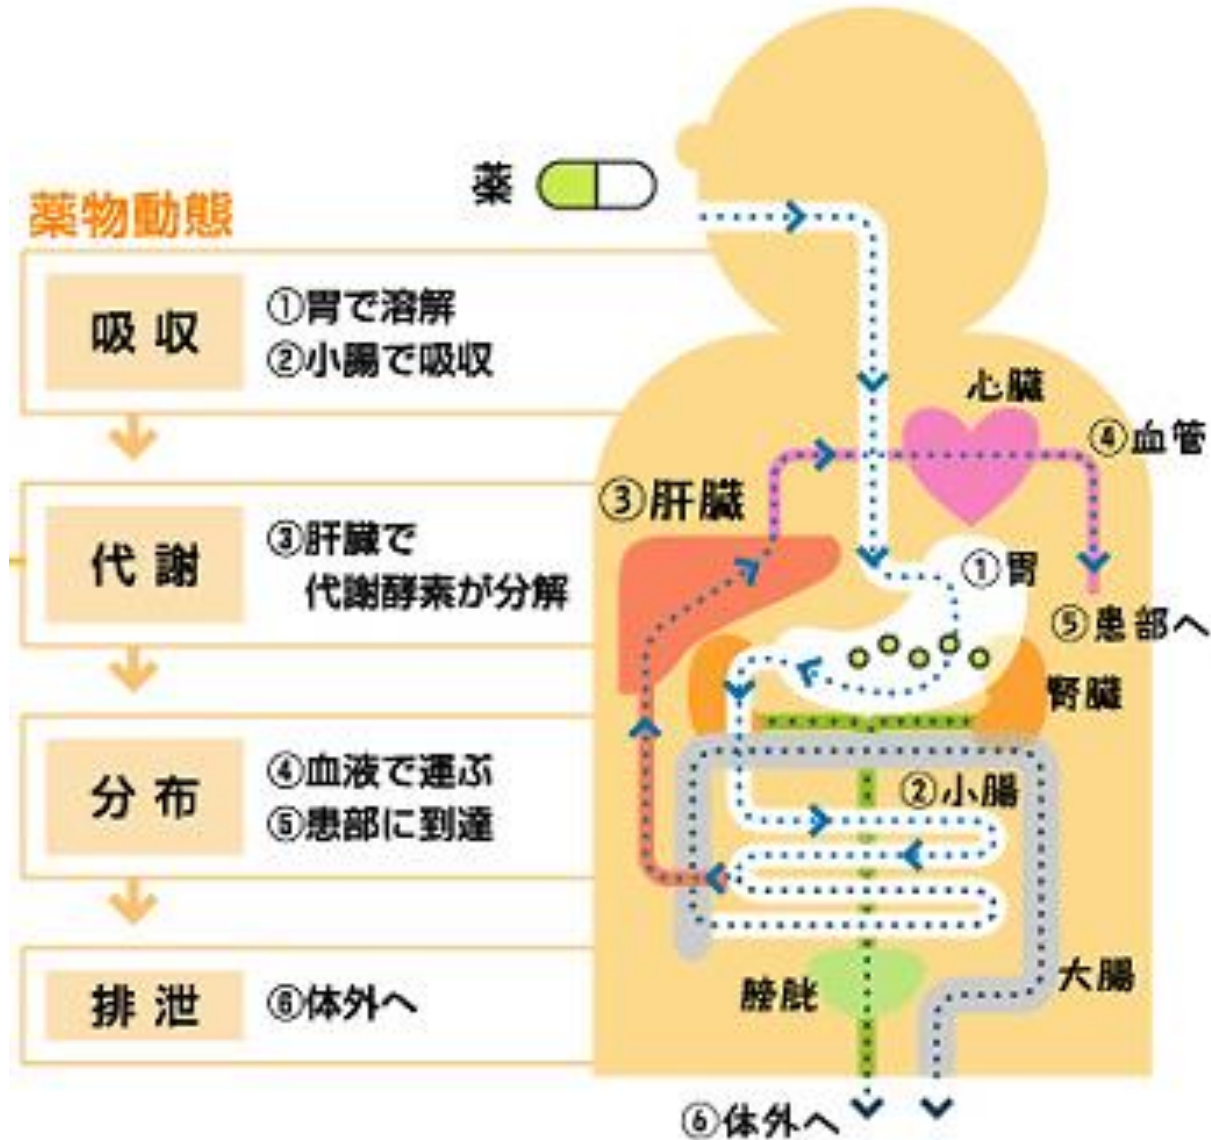 薬
薬物動態
吸収
①胃で溶解
②小腸で吸収
代謝
③肝臓で
代謝酵素が分解
分布
④血液で運ぶ
⑤患部に到達
排泄
⑥体外へ
心臓
④血管
③肝臓
①胃
⑤患部へ
腎臓
②小腸
大腸
膀胱
⑥体外へ